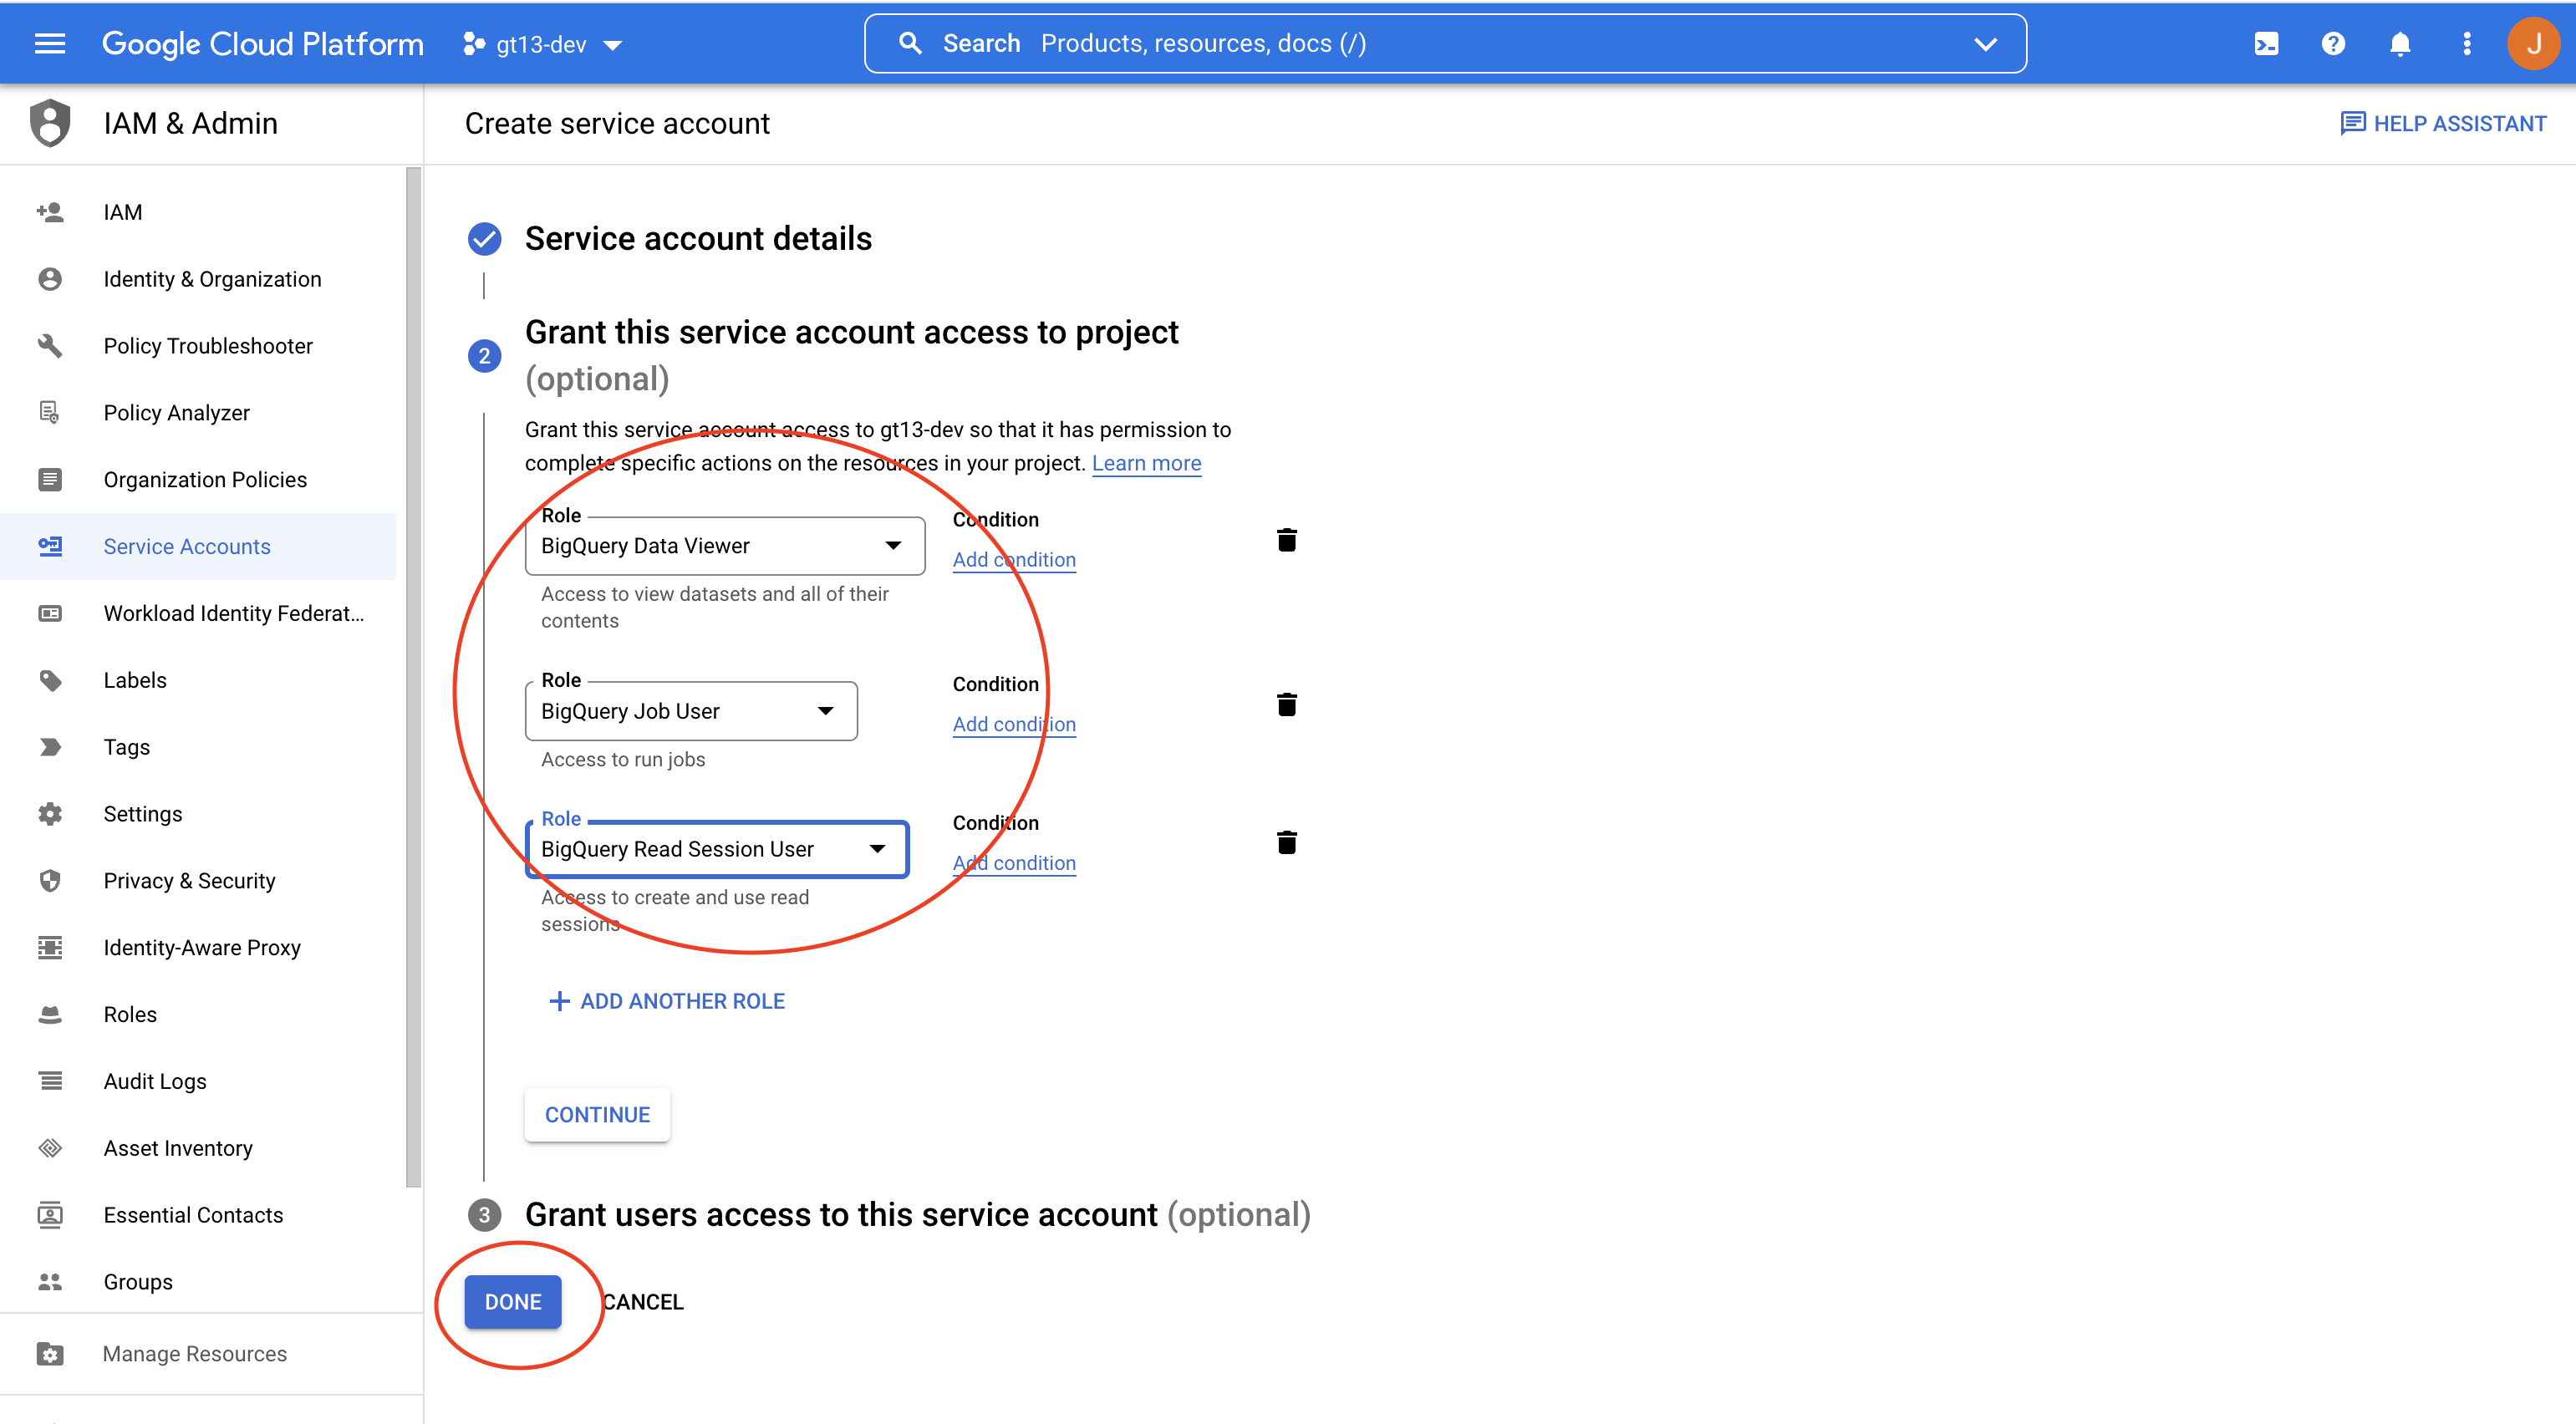 Google Cloud Platform
gt13-dev
Search Products, resources, docs (/)
J
IAM & Admin
Create service account
HELP ASSISTANT
IAM
Identity & Organization
Policy Troubleshooter
Policy Analyzer
Organization Policies
Service Accounts
Workload Identity Federat...
Labels
Tags
Settings
Privacy & Security
Identity-Aware Proxy
Roles
Audit Logs
Asset Inventory
Essential Contacts
Groups
Manage Resources
Service account details
2
Grant this service account access to project
(optional)
Grant this service account access to gt13-dev so that it has permission to
complete specific actions on the resources in your project. Learn more
Role
BigQuery Data Viewer
Condition
Add condition
Access to view datasets and all of their
contents
Role
BigQuery Job User
Condition
Add condition
Access to run jobs
Role
BigQuery Read Session User
Condition
Add condition
Access to create and use read
sessions
ADD ANOTHER ROLE
CONTINUE
3
Grant users access to this service account (optional)
DONE
CANCEL